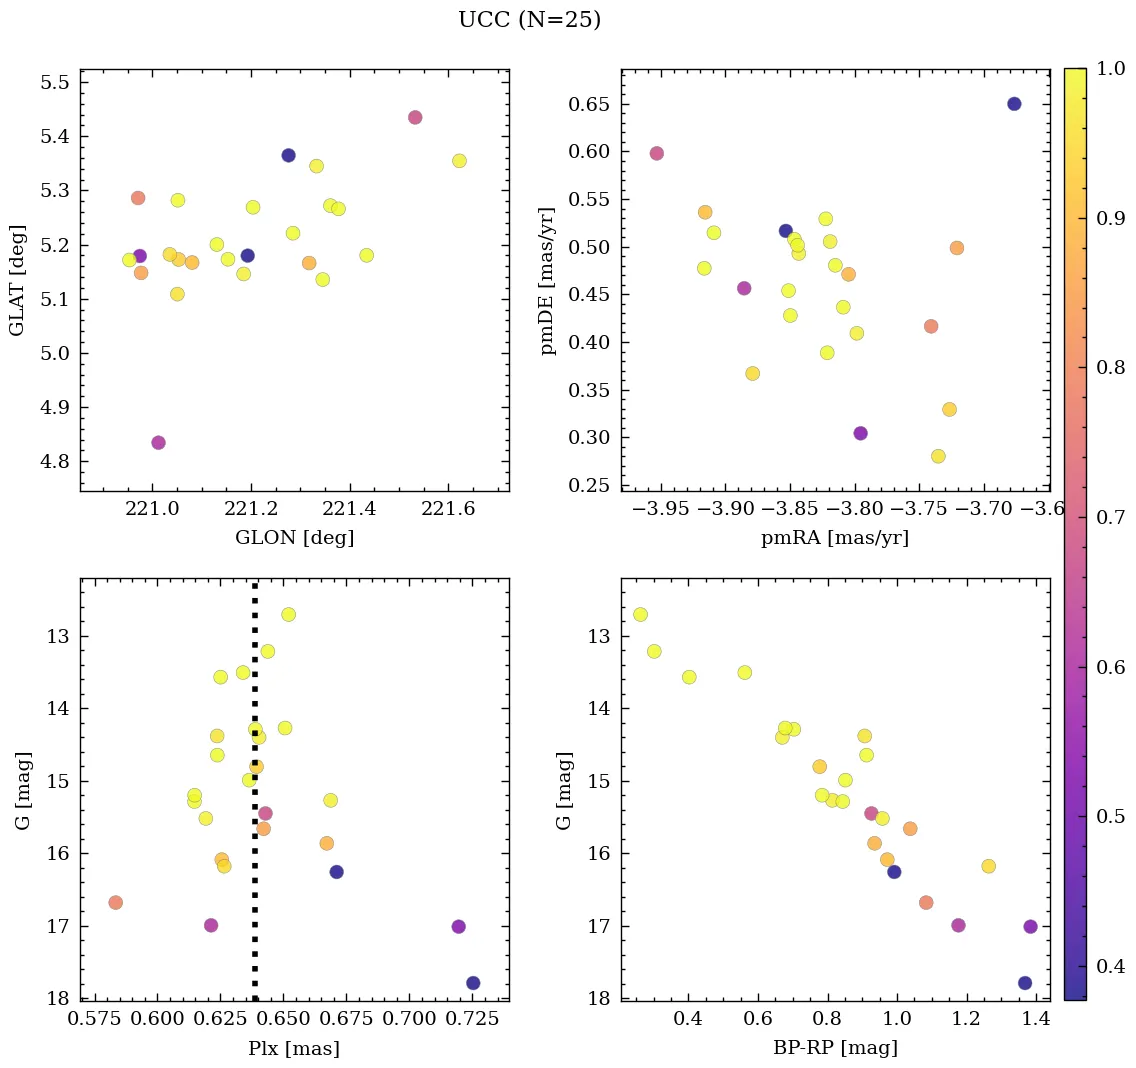 UCC (N=25)
5.5
5.4
5.3
5.2
5.1
5.0
4.9
4.8
GLAT [deg]
221.0 221.2 221.4 221.6
GLON [deg]
0.65
0.60
0.55
0.50
0.45
0.40
0.35
0.30
0.25
pmDE [mas/yr]
−3.95 −3.90 −3.85 −3.80 −3.75 −3.70 −3.6
pmRA [mas/yr]
13
14
15
16
17
18
G [mag]
0.575 0.600 0.625 0.650 0.675 0.700 0.725
Plx [mas]
13
14
15
16
17
18
G [mag]
0.4 0.6 0.8 1.0 1.2 1.4
BP-RP [mag]
1.0
0.9
0.8
0.7
0.6
0.5
0.4